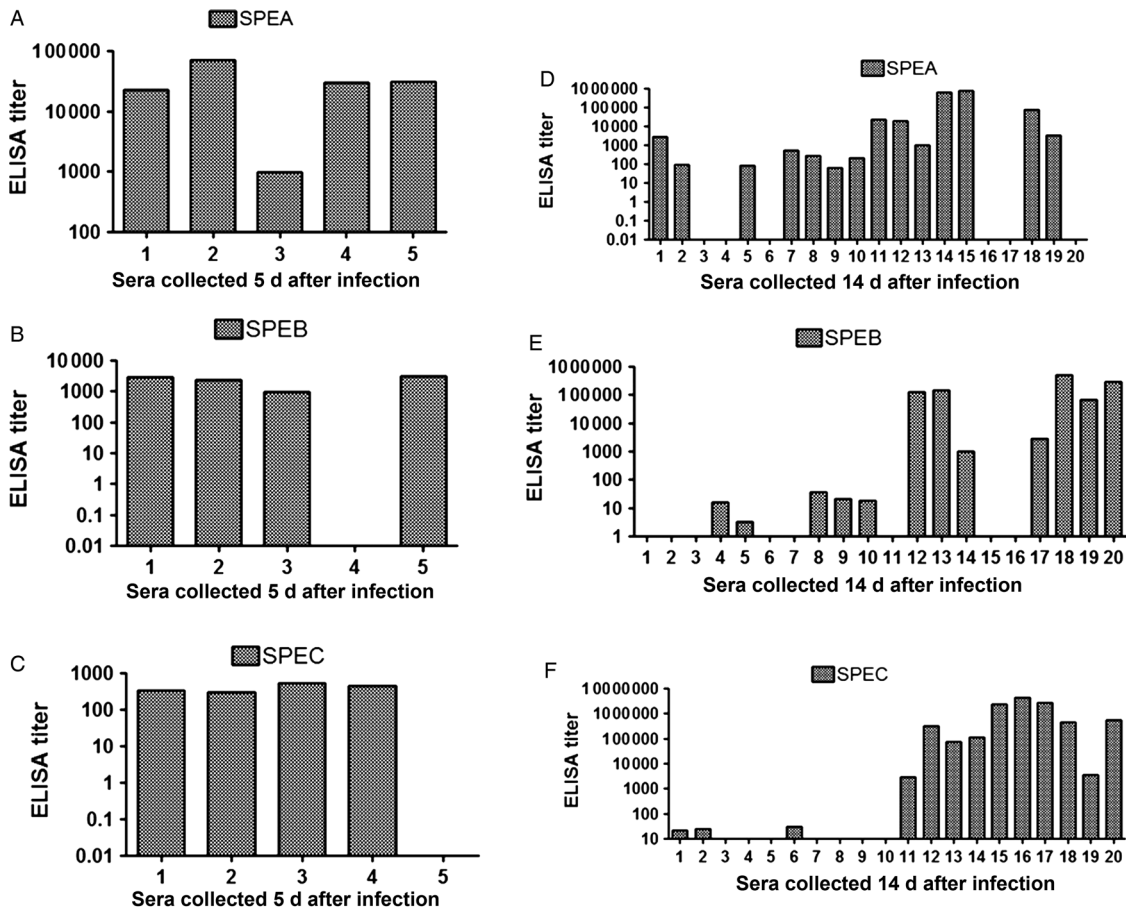 A
SPEA
100 000
10 000
1000
100
ELISA titer
1 2 3 4 5
Sera collected 5 d after infection
B
SPEB
10 000
1000
100
10
1
0.1
0.01
ELISA titer
1 2 3 4 5
Sera collected 5 d after infection
C
SPEC
1000
100
10
1
0.1
0.01
ELISA titer
1 2 3 4 5
Sera collected 5 d after infection
D
SPEA
1000000
100000
10000
1000
100
10
1
0.1
0.01
ELISA titer
1 2 3 4 5 6 7 8 9 10 11 12 13 14 15 16 17 18 19 20
Sera collected 14 d after infection
E
SPEB
1000000
100000
10000
1000
100
10
1
ELISA titer
1 2 3 4 5 6 7 8 9 10 12 13 14 15 16 17 18 19 20
Sera collected 14 d after infection
F
SPEC
10000000
1000000
100000
10000
1000
100
10
ELISA titer
1 2 3 4 5 6 7 8 9 10 11 12 13 14 15 16 17 18 19 20
Sera collected 14 d after infection